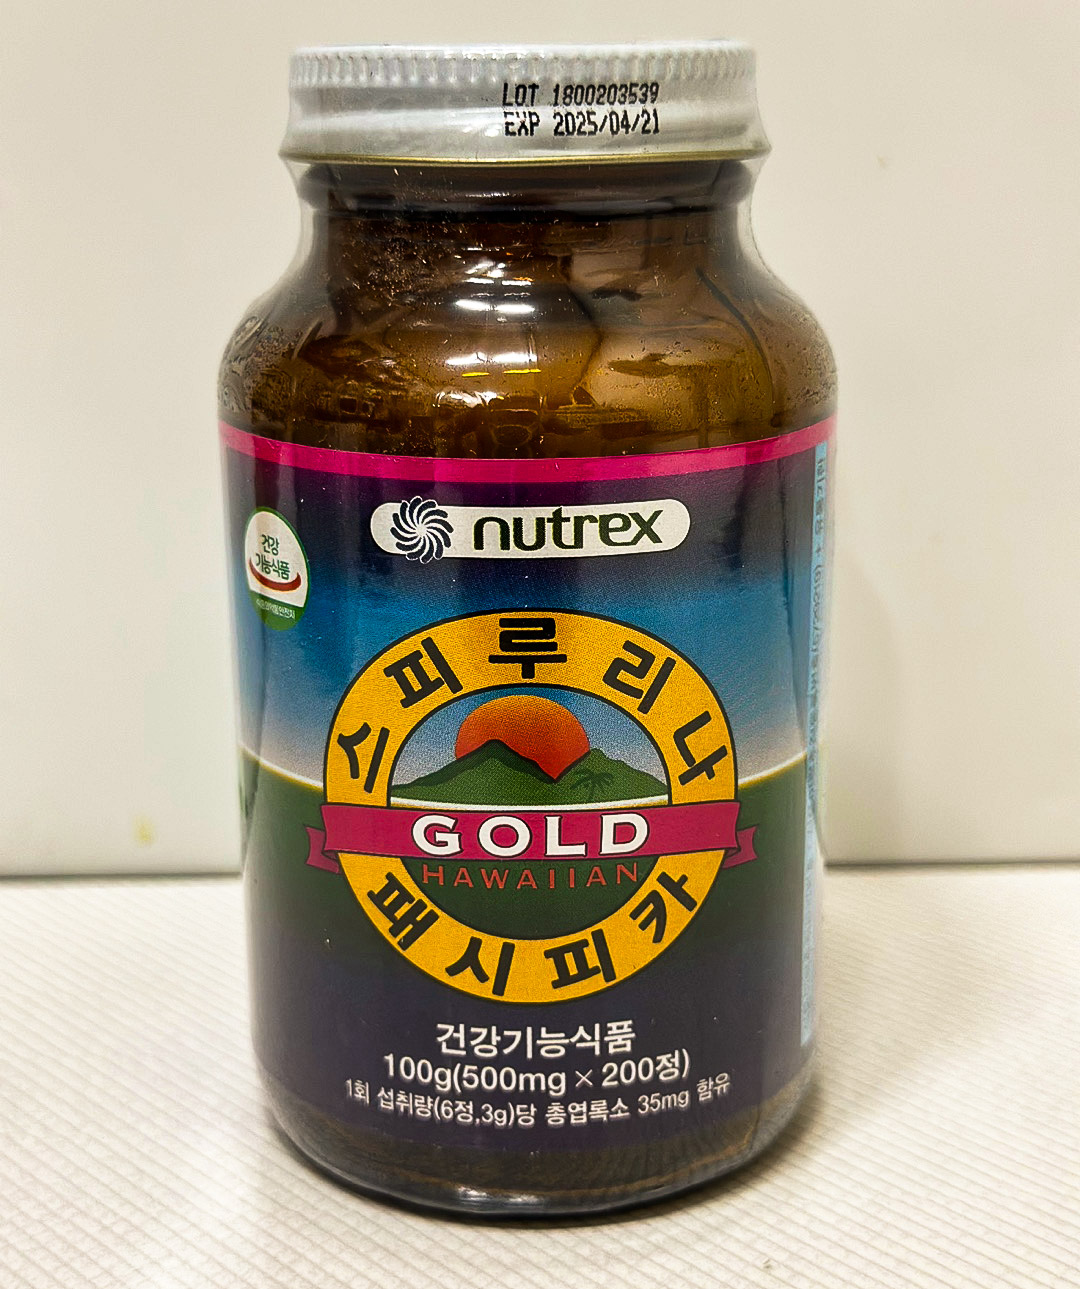 LOT 1800203539
EXP 2025/04/21
nutrex
건강
기능식품
스피루리나
GOLD
HAWAIIAN
패시피카
건강기능식품
100g(500mg × 200정)
1회 섭취량(6정,3g)당 총엽록소 35mg 함유